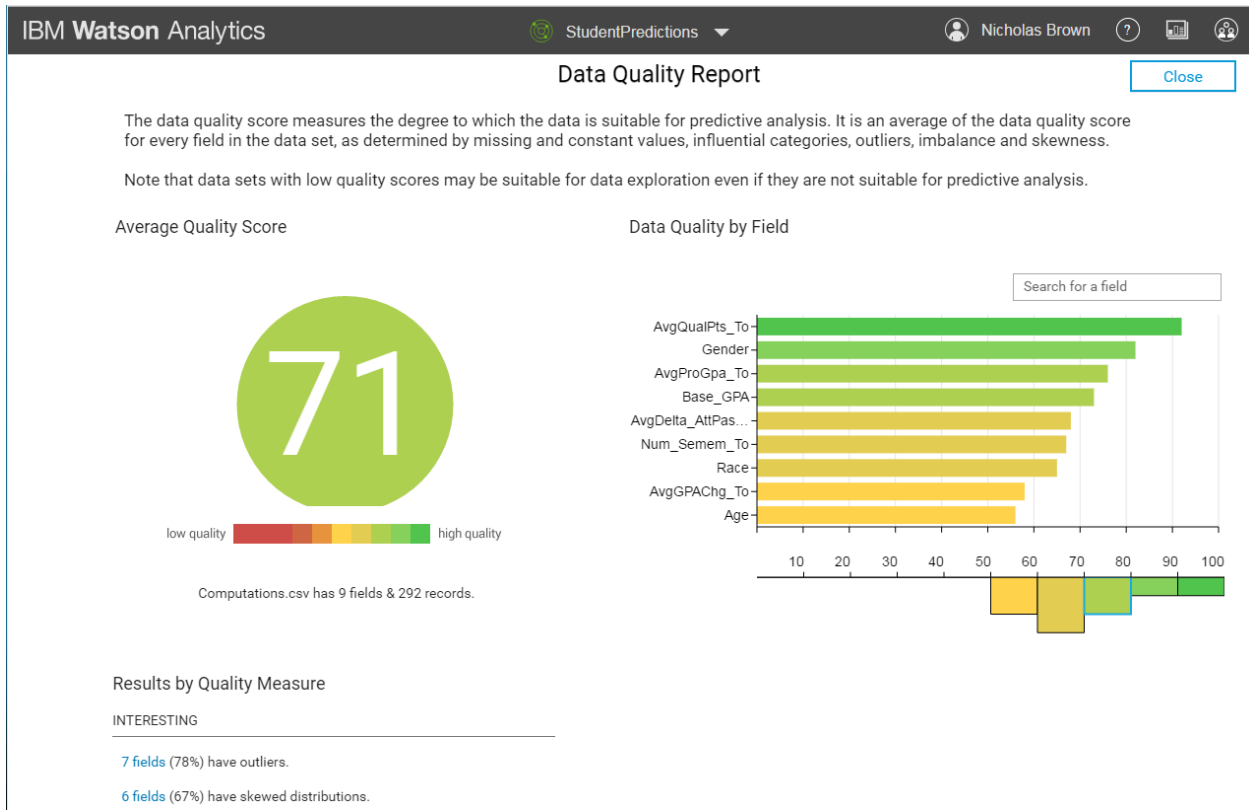 IBM Watson Analytics
StudentPredictions
Nicholas Brown
?
Data Quality Report
Close
The data quality score measures the degree to which the data is suitable for predictive analysis. It is an average of the data quality score
for every field in the data set, as determined by missing and constant values, influential categories, outliers, imbalance and skewness.
Note that data sets with low quality scores may be suitable for data exploration even if they are not suitable for predictive analysis.
Average Quality Score
71
low quality
high quality
Computations.csv has 9 fields & 292 records.
Data Quality by Field
Search for a field
AvgQualPts_To
Gender
AvgProGpa_To
Base_GPA
AvgDelta_AttPas...
Num_Semem_To
Race
AvgGPAChg_To
Age
10 20 30 40 50 60 70 80 90 100
Results by Quality Measure
INTERESTING
7 fields (78%) have outliers.
6 fields (67%) have skewed distributions.